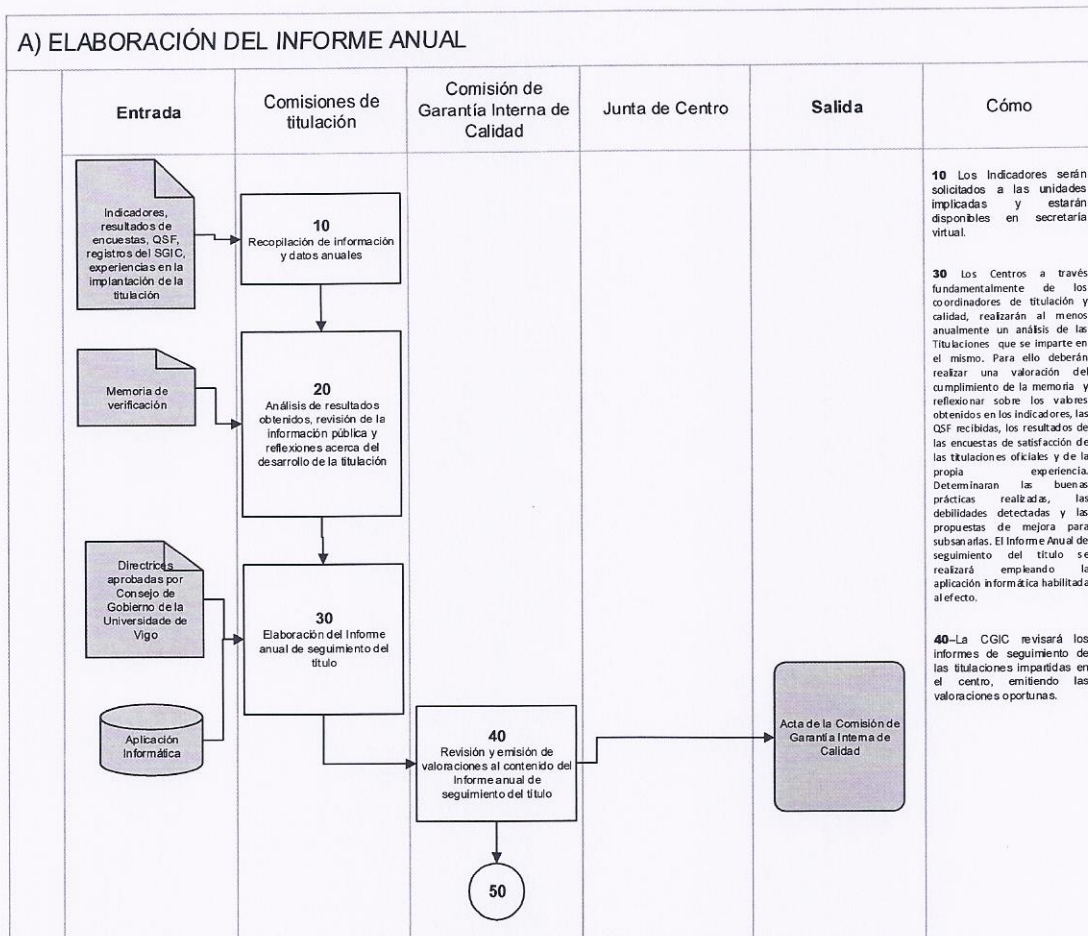 A) ELABORACIÓN DEL INFORME ANUAL
Entrada
Comisiones de
titulación
Comisión de
Garantía Interna de
Calidad
Junta de Centro
Salida
Cómo
Indicadores,
resultados de
encuestas, QSF,
registros del SGIC,
experiencias en la
implantación de la
titulación
10
Recopilación de información
y datos anuales
Memoria de
verificación
20
Análisis de resultados
obtenidos, revisión de la
información pública y
reflexiones acerca del
desarrollo de la titulación
Directrices
aprobadas por
Consejo de
Gobierno de la
Universidade de
Vigo
30
Elaboración del Informe
anual de seguimiento del
título
Aplicación
Informática
40
Revisión y emisión de
valoraciones al contenido del
Informe anual de
seguimiento del título
50
Acta de la Comisión de
Garantía Interna de
Calidad
10 Los Indicadores serán
solicitados a las unidades
implicadas y estarán
disponibles en secretaría
virtual.
30 Los Centros a través
fundamentalmente de los
coordinadores de titulación y
calidad, realizarán al menos
anualmente un análisis de las
Titulaciones que se imparte en
el mismo. Para ello deberán
realizar una valoración del
cumplimiento de la memoria y
reflexionar sobre los valores
obtenidos en los indicadores, las
QSF recibidas, los resultados de
las encuestas de satisfacción de
las titulaciones oficiales y de la
propia experiencia.
Determinaran las buenas
prácticas realizadas, las
debilidades detectadas y las
propuestas de mejora para
subsanarlas. El Informe Anual de
seguimiento del título se
realizará empleando la
aplicación informática habilitada
al efecto.
40–La CGIC revisará los
informes de seguimiento de
las titulaciones impartidas en
el centro, emitiendo las
valoraciones oportunas.